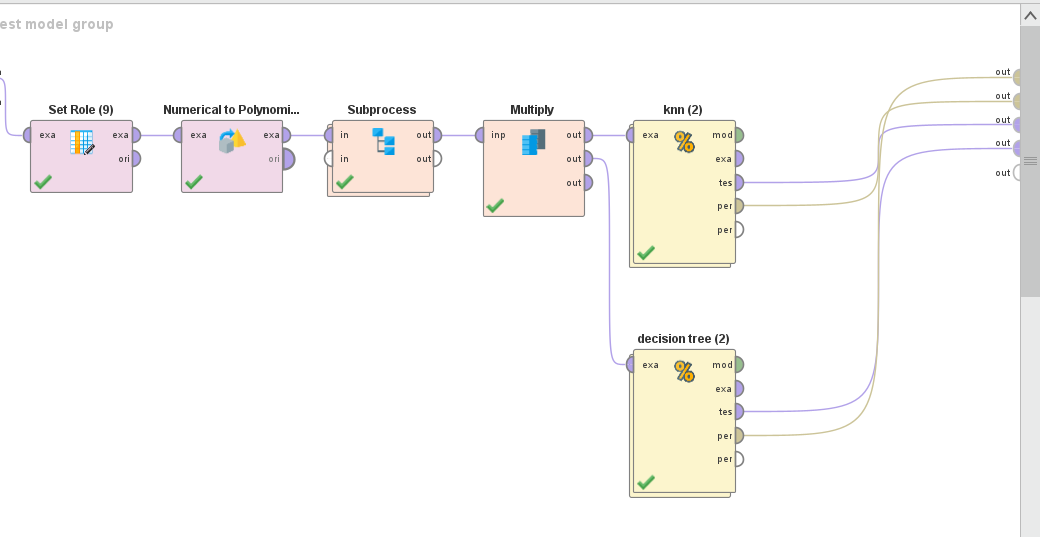 est model group
Set Role (9)
exa
exa
ori
Numerical to Polynomi...
exa
exa
ori
Subprocess
in
out
in
out
Multiply
inp
out
out
out
knn (2)
exa
mod
exa
tes
per
per
decision tree (2)
exa
mod
exa
tes
per
per
out
out
out
out
out